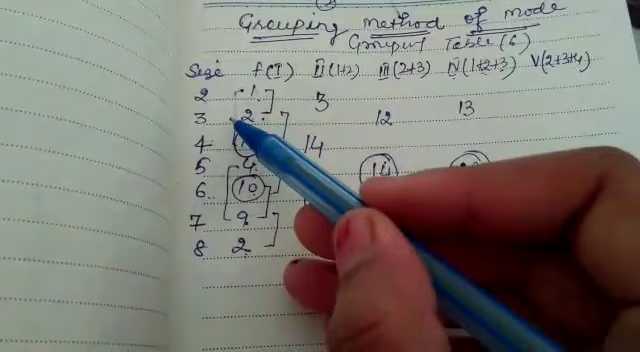 Grouping method of mode
Grouping Table (6)
Size f(I) II(1+2) III(2+3) IV(1+2+3) V(2+3+4)
2 1 3 13
3 2 12
4 14
5 4 14
6 10
7 9
8 2